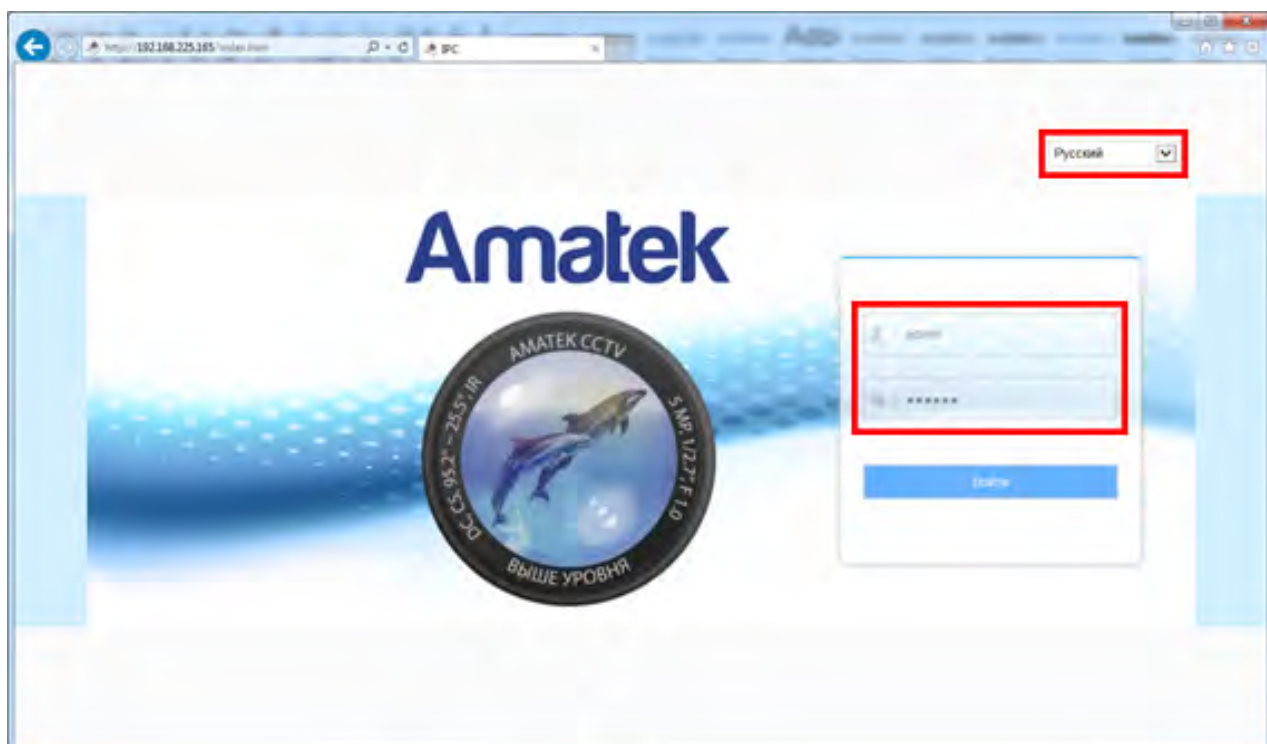 http://192.168.225.165/index.html
IPC
Русский
Amatek
AMATEK CCTV
5 MP, 1/2.7", F 1.0
ВЫШЕ УРОВНЯ
DC, CS, 95.2° – 25.5°, IR
admin
••••••
Войти